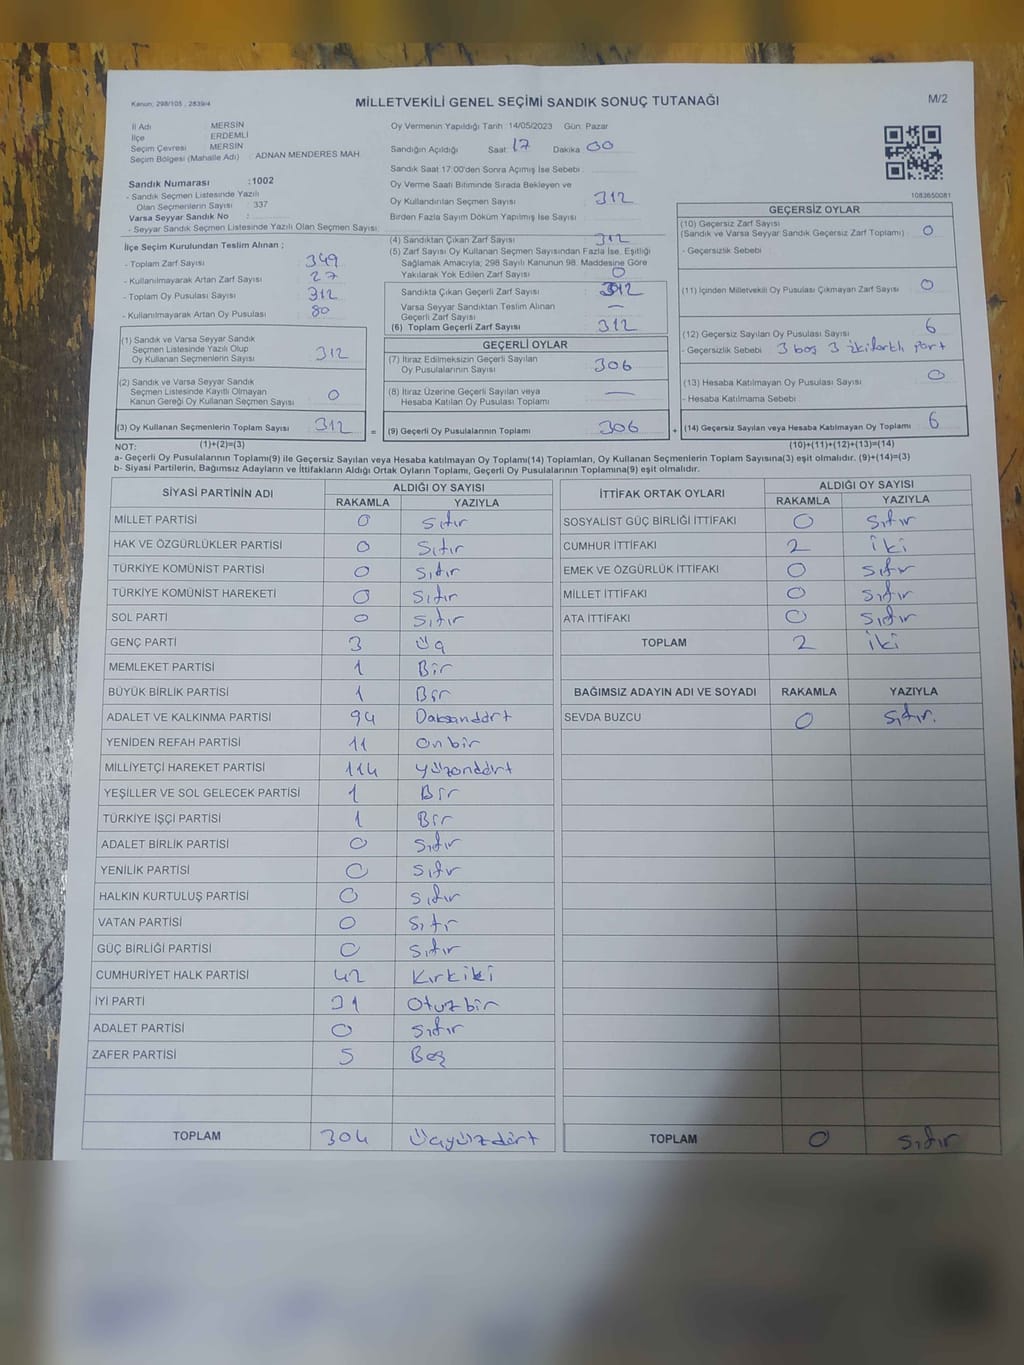 Kanun: 298/105 , 2839/4
MİLLETVEKİLİ GENEL SEÇİMİ SANDIK SONUÇ TUTANAĞI
M/2
İl Adı : MERSİN
İlçe : ERDEMLİ
Seçim Çevresi : MERSİN
Seçim Bölgesi (Mahalle Adı) : ADNAN MENDERES MAH.
Sandık Numarası :1002
- Sandık Seçmen Listesinde Yazılı
Olan Seçmenlerin Sayısı : 337
Varsa Seyyar Sandık No :
- Seyyar Sandık Seçmen Listesinde Yazılı Olan Seçmen Sayısı:
Oy Vermenin Yapıldığı Tarih :14/05/2023 Gün: Pazar
Sandığın Açıldığı Saat: 17 Dakika 00
Sandık Saat 17:00'den Sonra Açımış İse Sebebi :
Oy Verme Saati Bitiminde Sırada Bekleyen ve
Oy Kullandırılan Seçmen Sayısı : 312
Birden Fazla Sayım Döküm Yapılmış İse Sayısı :
1083650081
İlçe Seçim Kurulundan Teslim Alınan ;
- Toplam Zarf Sayısı : 349
- Kullanılmayarak Artan Zarf Sayısı : 27
- Toplam Oy Pusulası Sayısı : 312
- Kullanılmayarak Artan Oy Pusulası : 80
(1) Sandık ve Varsa Seyyar Sandık
Seçmen Listesinde Yazılı Olup
Oy Kullanan Seçmenlerin Sayısı : 312
(2) Sandık ve Varsa Seyyar Sandık
Seçmen Listesinde Kayıtlı Olmayan
Kanun Gereği Oy Kullanan Seçmen Sayısı : 0
(3) Oy Kullanan Seçmenlerin Toplam Sayısı : 312
(1)+(2)=(3)
(4) Sandıktan Çıkan Zarf Sayısı : 312
(5) Zarf Sayısı Oy Kullanan Seçmen Sayısından Fazla İse, Eşitliği
Sağlamak Amacıyla; 298 Sayılı Kanunun 98. Maddesine Göre
Yakılarak Yok Edilen Zarf Sayısı : 0
Sandıkta Çıkan Geçerli Zarf Sayısı : 312
Varsa Seyyar Sandıktan Teslim Alınan
Geçerli Zarf Sayısı : —
(6) Toplam Geçerli Zarf Sayısı : 312
GEÇERLİ OYLAR
(7) İtiraz Edilmeksizin Geçerli Sayılan
Oy Pusulalarının Sayısı : 306
(8) İtiraz Üzerine Geçerli Sayılan veya
Hesaba Katılan Oy Pusulası Toplamı : —
= (9) Geçerli Oy Pusulalarının Toplamı : 306 +
GEÇERSİZ OYLAR
(10) Geçersiz Zarf Sayısı
(Sandık ve Varsa Seyyar Sandık Geçersiz Zarf Toplamı) : 0
- Geçersizlik Sebebi
(11) İçinden Milletvekili Oy Pusulası Çıkmayan Zarf Sayısı : 0
(12) Geçersiz Sayılan Oy Pusulası Sayısı : 6
- Geçersizlik Sebebi : 3 boş 3
(13) Hesaba Katılmayan Oy Pusulası Sayısı : 0
- Hesaba Katılmama Sebebi
(14) Geçersiz Sayılan veya Hesaba Katılmayan Oy Toplamı : 6
(10)+(11)+(12)+(13)=(14)
NOT:
a- Geçerli Oy Pusulasının Toplamı(9) ile Geçersiz Sayılan veya Hesaba katılmayan Oy Toplamı(14) Toplamları, Oy Kullanan Seçmenlerin Toplam Sayısına(3) eşit olmalıdır. (9)+(14)=(3)
b- Siyasi Partilerin, Bağımsız Adayların ve İttifakların Aldığı Ortak Oyların Toplamı, Geçerli Oy Pusulalarının Toplamına(9) eşit olmalıdır.
SİYASİ PARTİNİN ADI ALDIĞI OY SAYISI
RAKAMLA YAZIYLA
MİLLET PARTİSİ 0 sıfır
HAK VE ÖZGÜRLÜKLER PARTİSİ 0 Sıfır
TÜRKİYE KOMÜNİST PARTİSİ 0 sıfır
TÜRKİYE KOMÜNİST HAREKETİ 0 Sıfır
SOL PARTİ 0 sıfır
GENÇ PARTİ 3 üç
MEMLEKET PARTİSİ 1 Bir
BÜYÜK BİRLİK PARTİSİ 1 Bir
ADALET VE KALKINMA PARTİSİ 94 Doksandört
YENİDEN REFAH PARTİSİ 11 Onbir
MİLLİYETÇİ HAREKET PARTİSİ 114 yüzondört
YEŞİLLER VE SOL GELECEK PARTİSİ 1 Bir
TÜRKİYE İŞÇİ PARTİSİ 1 Bir
ADALET BİRLİK PARTİSİ 0 sıfır
YENİLİK PARTİSİ 0 sıfır
HALKIN KURTULUŞ PARTİSİ 0 sıfır
VATAN PARTİSİ 0 sıfır
GÜÇ BİRLİĞİ PARTİSİ 0 sıfır
CUMHURİYET HALK PARTİSİ 42 Kırkiki
İYİ PARTİ 31 Otuzbir
ADALET PARTİSİ 0 sıfır
ZAFER PARTİSİ 5 Beş
TOPLAM 304 üçyüzdört
İTTİFAK ORTAK OYLARI ALDIĞI OY SAYISI
RAKAMLA YAZIYLA
SOSYALİST GÜÇ BİRLİĞİ İTTİFAKI 0 sıfır
CUMHUR İTTİFAKI 2 iki
EMEK VE ÖZGÜRLÜK İTTİFAKI 0 sıfır
MİLLET İTTİFAKI 0 sıfır
ATA İTTİFAKI 0 sıfır
TOPLAM 2 iki
BAĞIMSIZ ADAYIN ADI VE SOYADI RAKAMLA YAZIYLA
SEVDA BUZCU 0 sıfır.
TOPLAM 0 sıfır